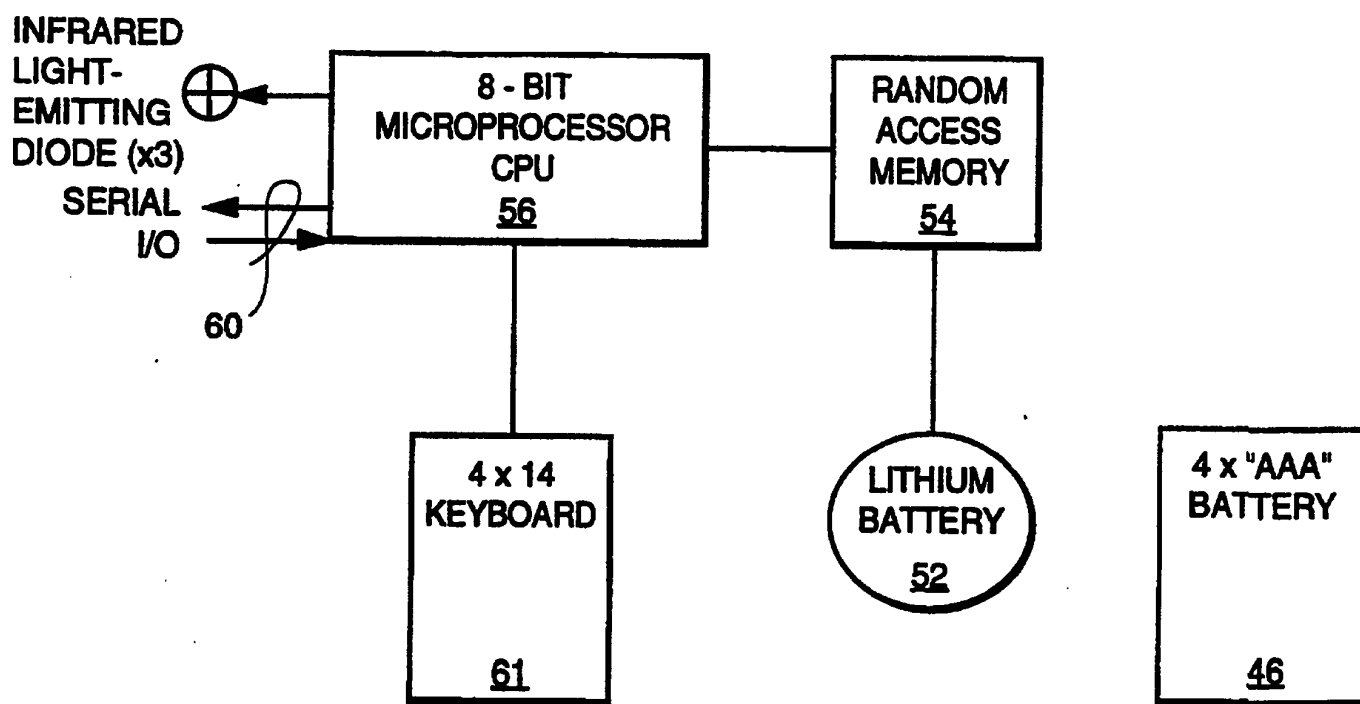 INFRARED
LIGHT-
EMITTING
DIODE (x3)
SERIAL
I/O
60
8 - BIT
MICROPROCESSOR
CPU
56
RANDOM
ACCESS
MEMORY
54
4 x 14
KEYBOARD
61
LITHIUM
BATTERY
52
4 x "AAA"
BATTERY
46